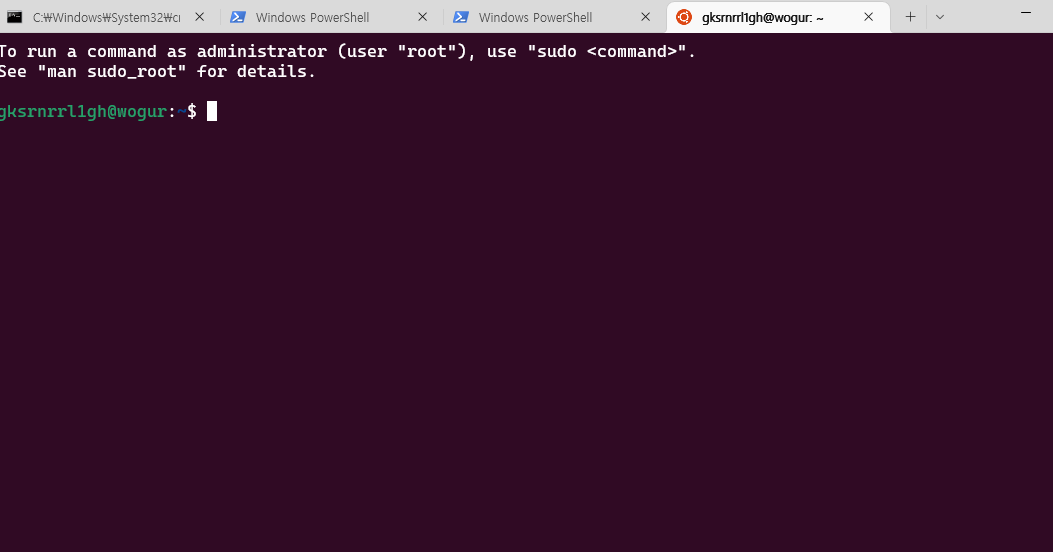 C:₩Windows₩System32₩c
Windows PowerShell
Windows PowerShell
gksrnrrl1gh@wogur: ~
To run a command as administrator (user "root"), use "sudo <command>".
See "man sudo_root" for details.
gksrnrrl1gh@wogur:~$